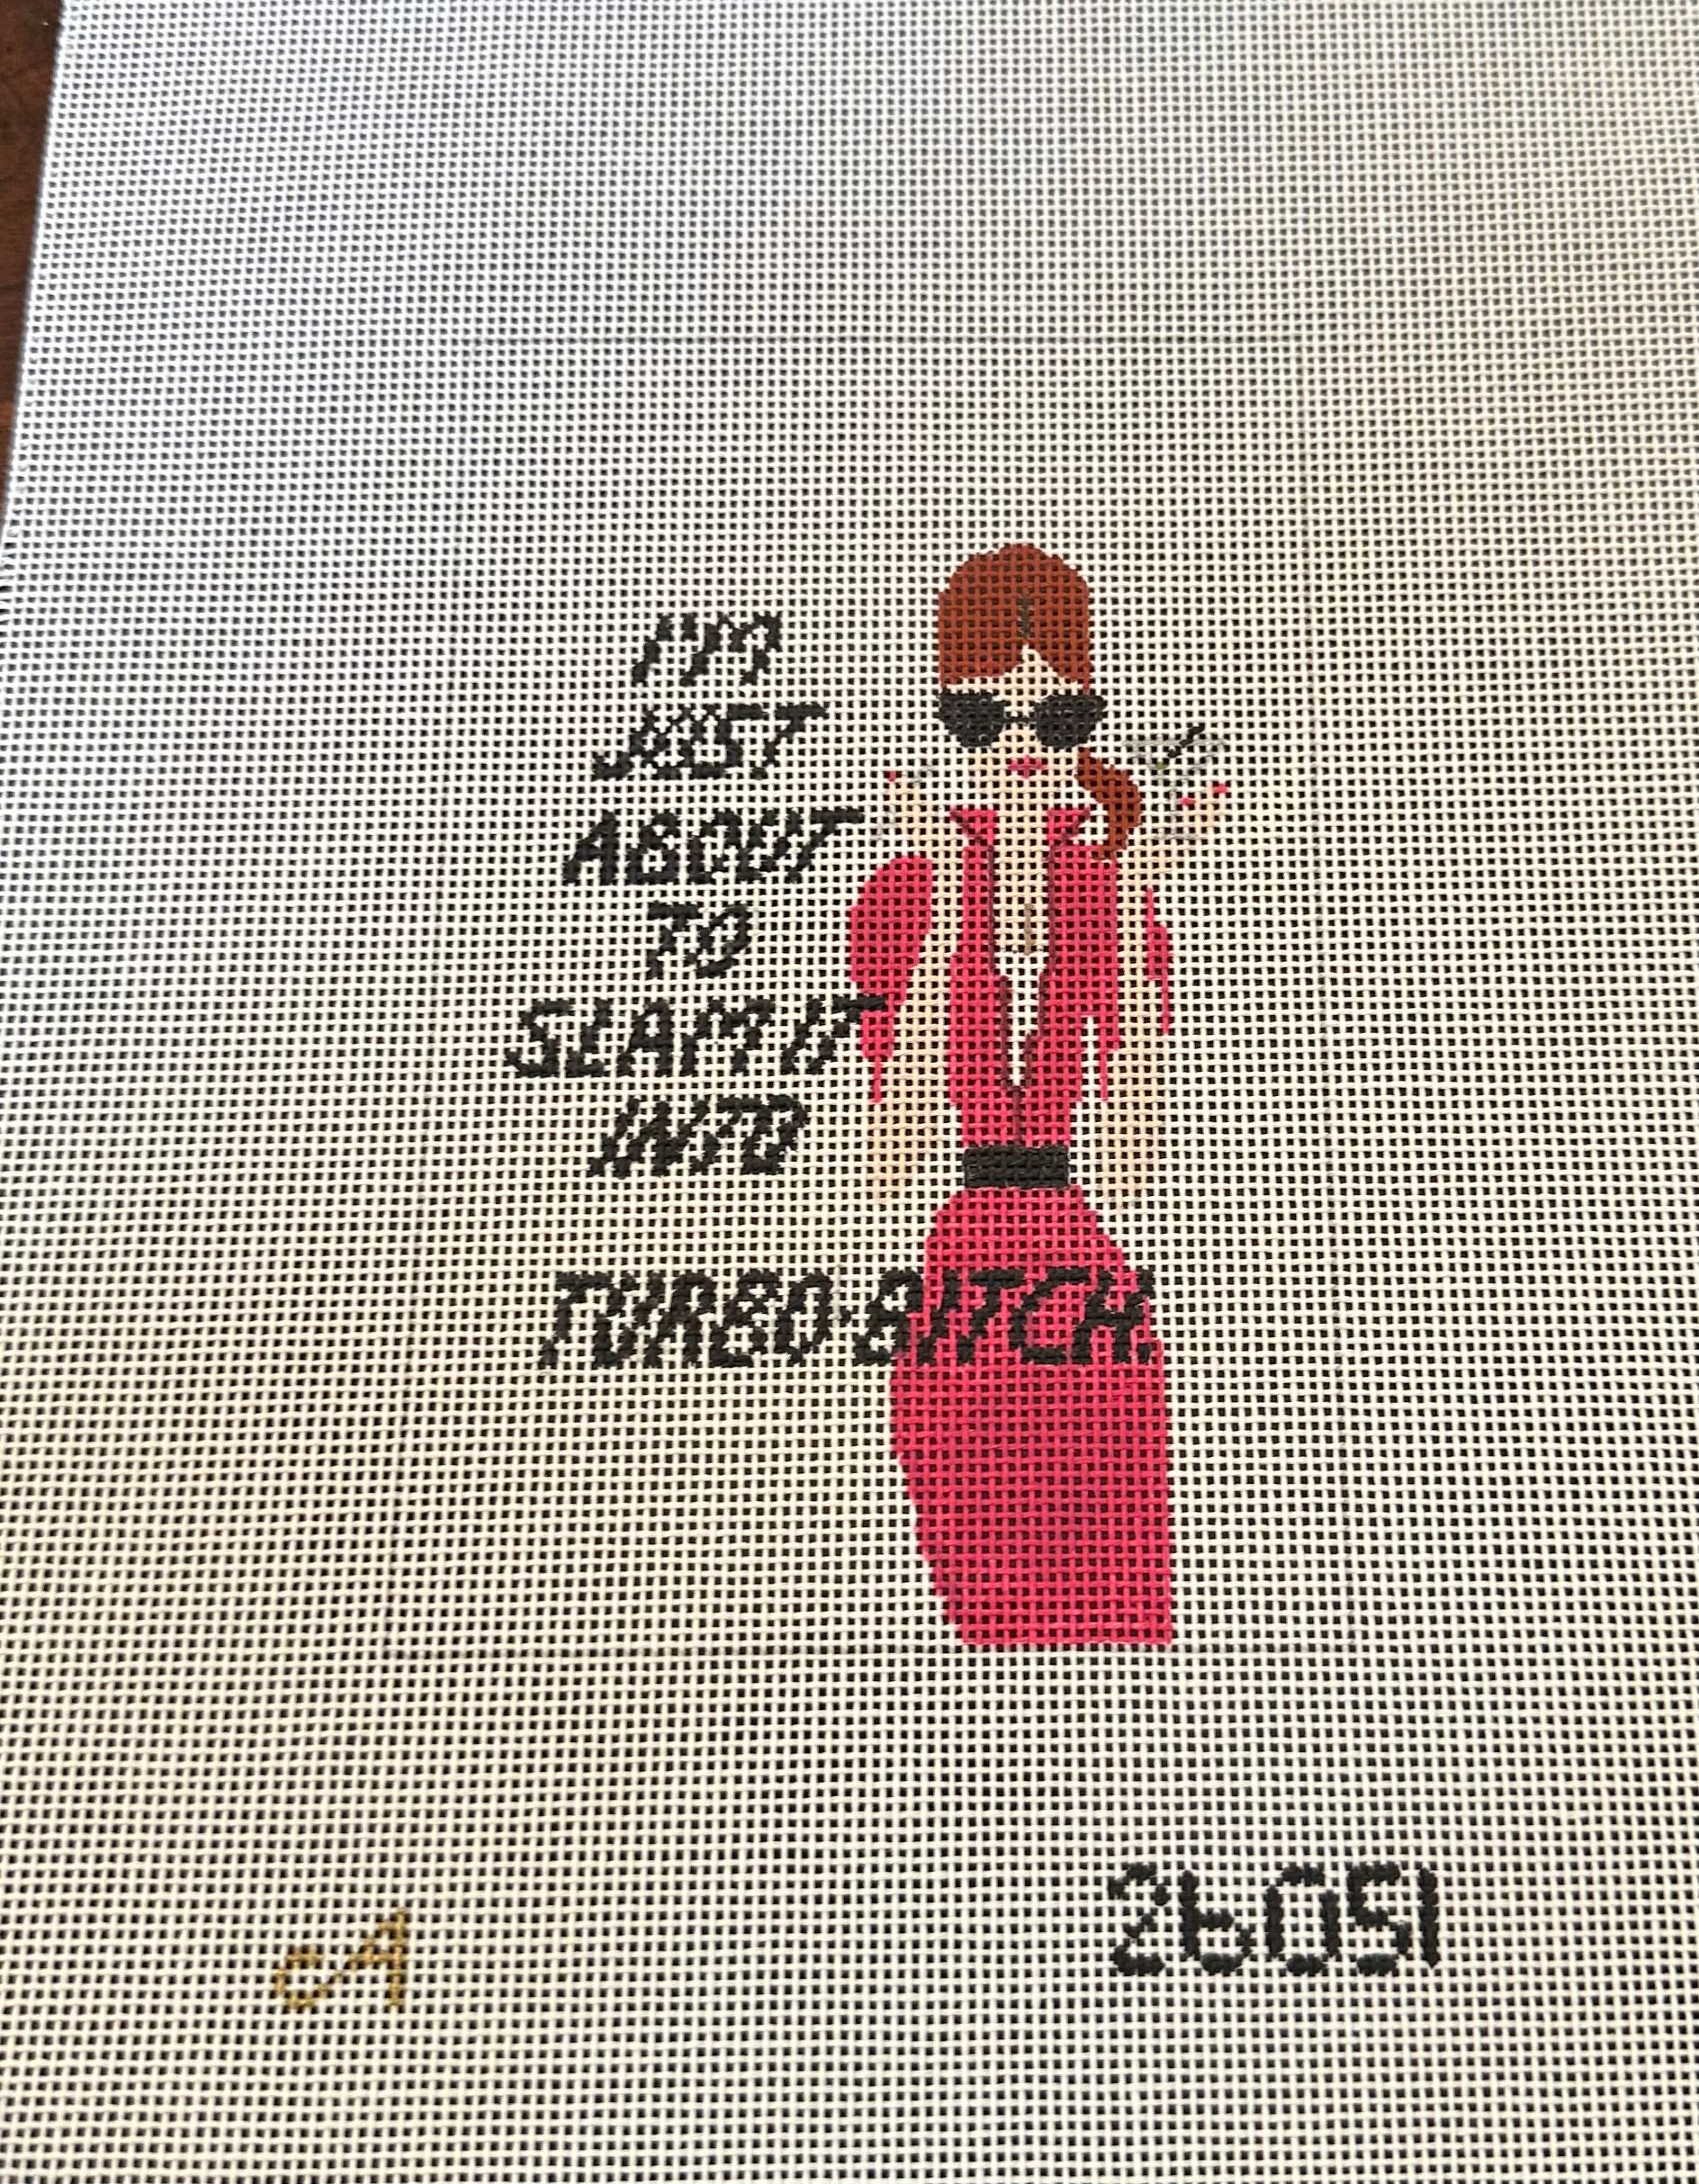 I'M
JUST
ABOUT
TO
SLAM IT
INTO
TURBO-BITCH.
cA
26051